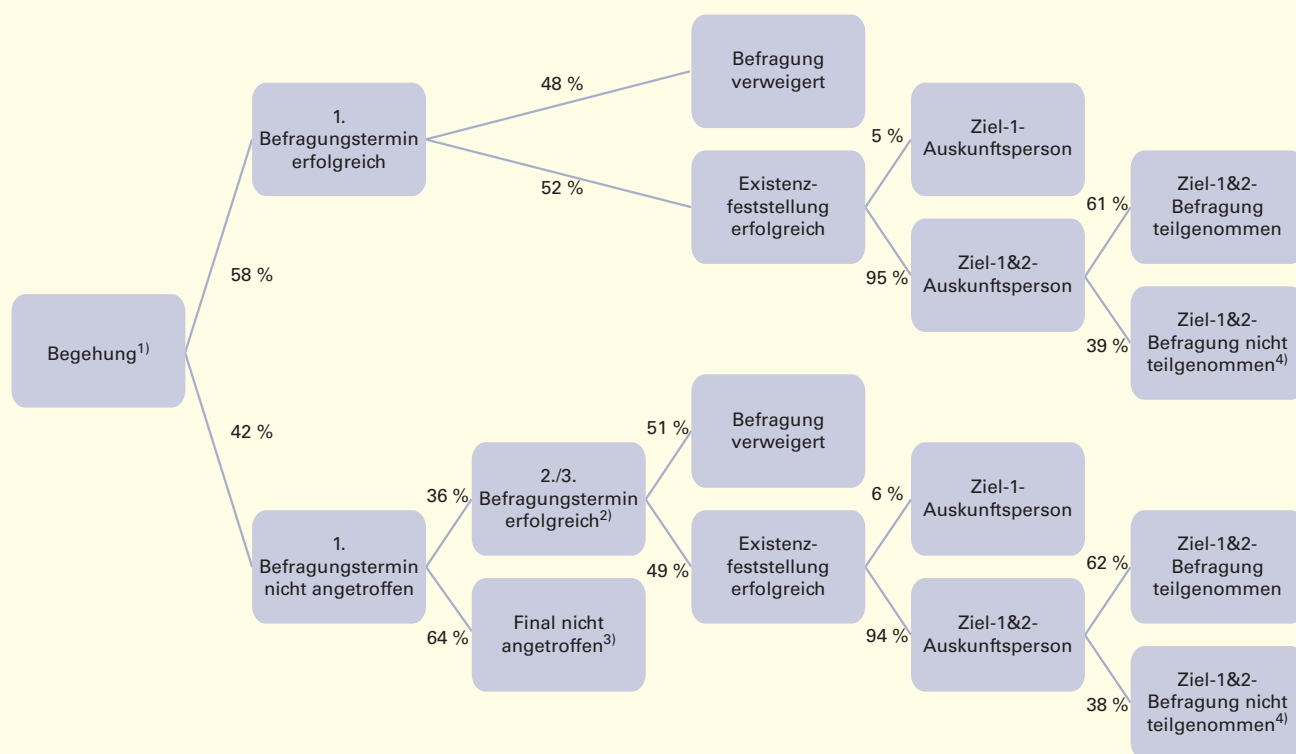 Begehung1)
58 %
42 %
1.
Befragungstermin
erfolgreich
48 %
52 %
Befragung
verweigert
Existenz-
feststellung
erfolgreich
5 %
95 %
Ziel-1-
Auskunftsperson
Ziel-1&2-
Auskunftsperson
61 %
39 %
Ziel-1&2-
Befragung
teilgenommen
Ziel-1&2-
Befragung nicht
teilgenommen4)
1.
Befragungstermin
nicht angetroffen
36 %
64 %
2./3.
Befragungstermin
erfolgreich2)
Final nicht
angetroffen3)
51 %
49 %
Befragung
verweigert
Existenz-
feststellung
erfolgreich
6 %
94 %
Ziel-1-
Auskunftsperson
Ziel-1&2-
Auskunftsperson
62 %
38 %
Ziel-1&2-
Befragung
teilgenommen
Ziel-1&2-
Befragung nicht
teilgenommen4)